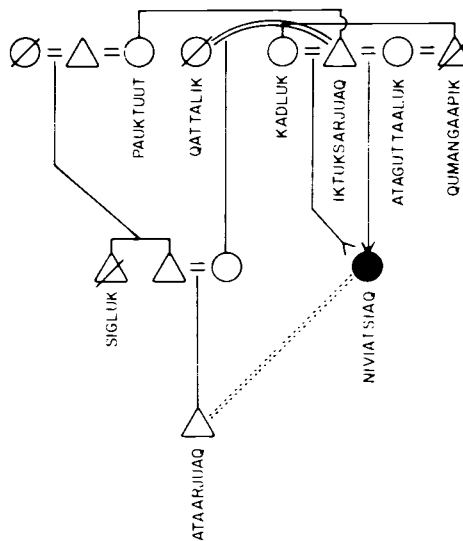 PAUKTUUT
QATTALIK
KADLUK
IKTUKSARJUAQ
ATAGUTTAALUK
QUMANGAAPIK
SIGLUK
NIVIATSIAQ
ATAARJUAQ